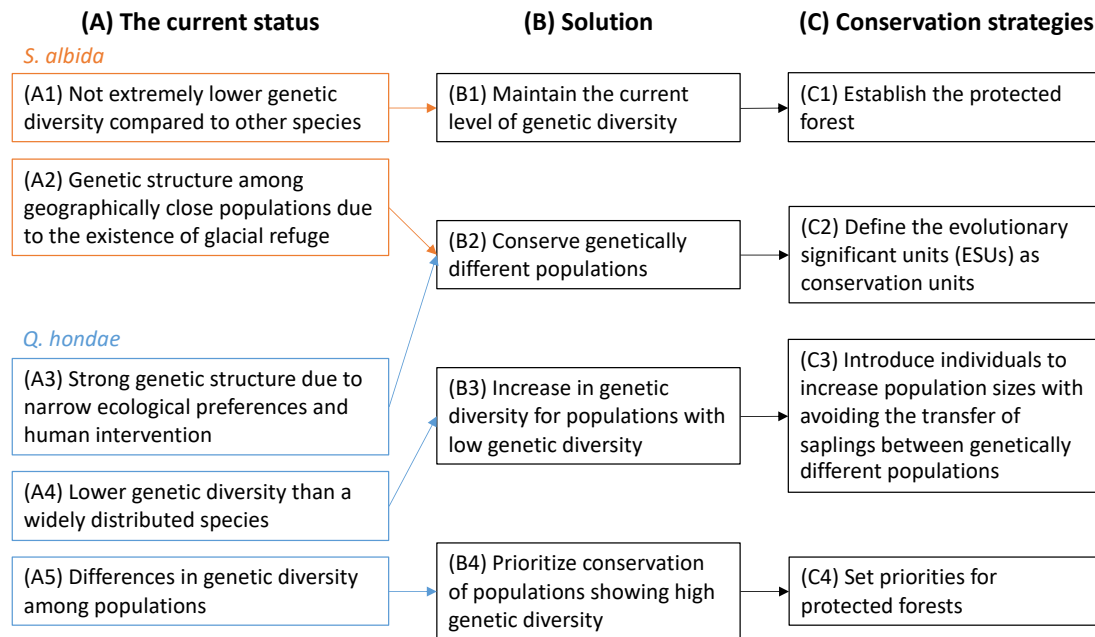 (A) The current status
S. albida
(A1) Not extremely lower genetic
diversity compared to other species
(A2) Genetic structure among
geographically close populations due
to the existence of glacial refuge
Q. hondae
(A3) Strong genetic structure due to
narrow ecological preferences and
human intervention
(A4) Lower genetic diversity than a
widely distributed species
(A5) Differences in genetic diversity
among populations
(B) Solution
(B1) Maintain the current
level of genetic diversity
(B2) Conserve genetically
different populations
(B3) Increase in genetic
diversity for populations with
low genetic diversity
(B4) Prioritize conservation
of populations showing high
genetic diversity
(C) Conservation strategies
(C1) Establish the protected
forest
(C2) Define the evolutionary
significant units (ESUs) as
conservation units
(C3) Introduce individuals to
increase population sizes with
avoiding the transfer of
saplings between genetically
different populations
(C4) Set priorities for
protected forests